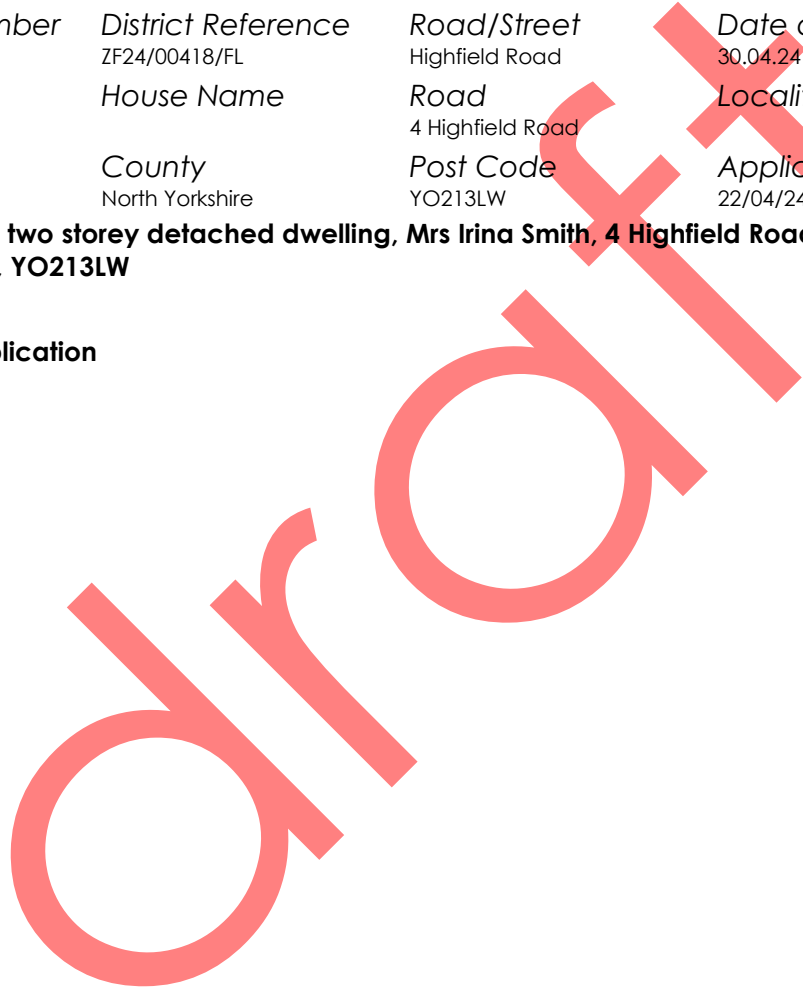 mber District Reference Road/Street Date
ZF24/00418/FL Highfield Road 30.04.24
House Name Road Locali
4 Highfield Road
County Post Code Applic
North Yorkshire YO213LW 22/04/24
two storey detached dwelling, Mrs Irina Smith, 4 Highfield Road
YO213LW
plication
draft